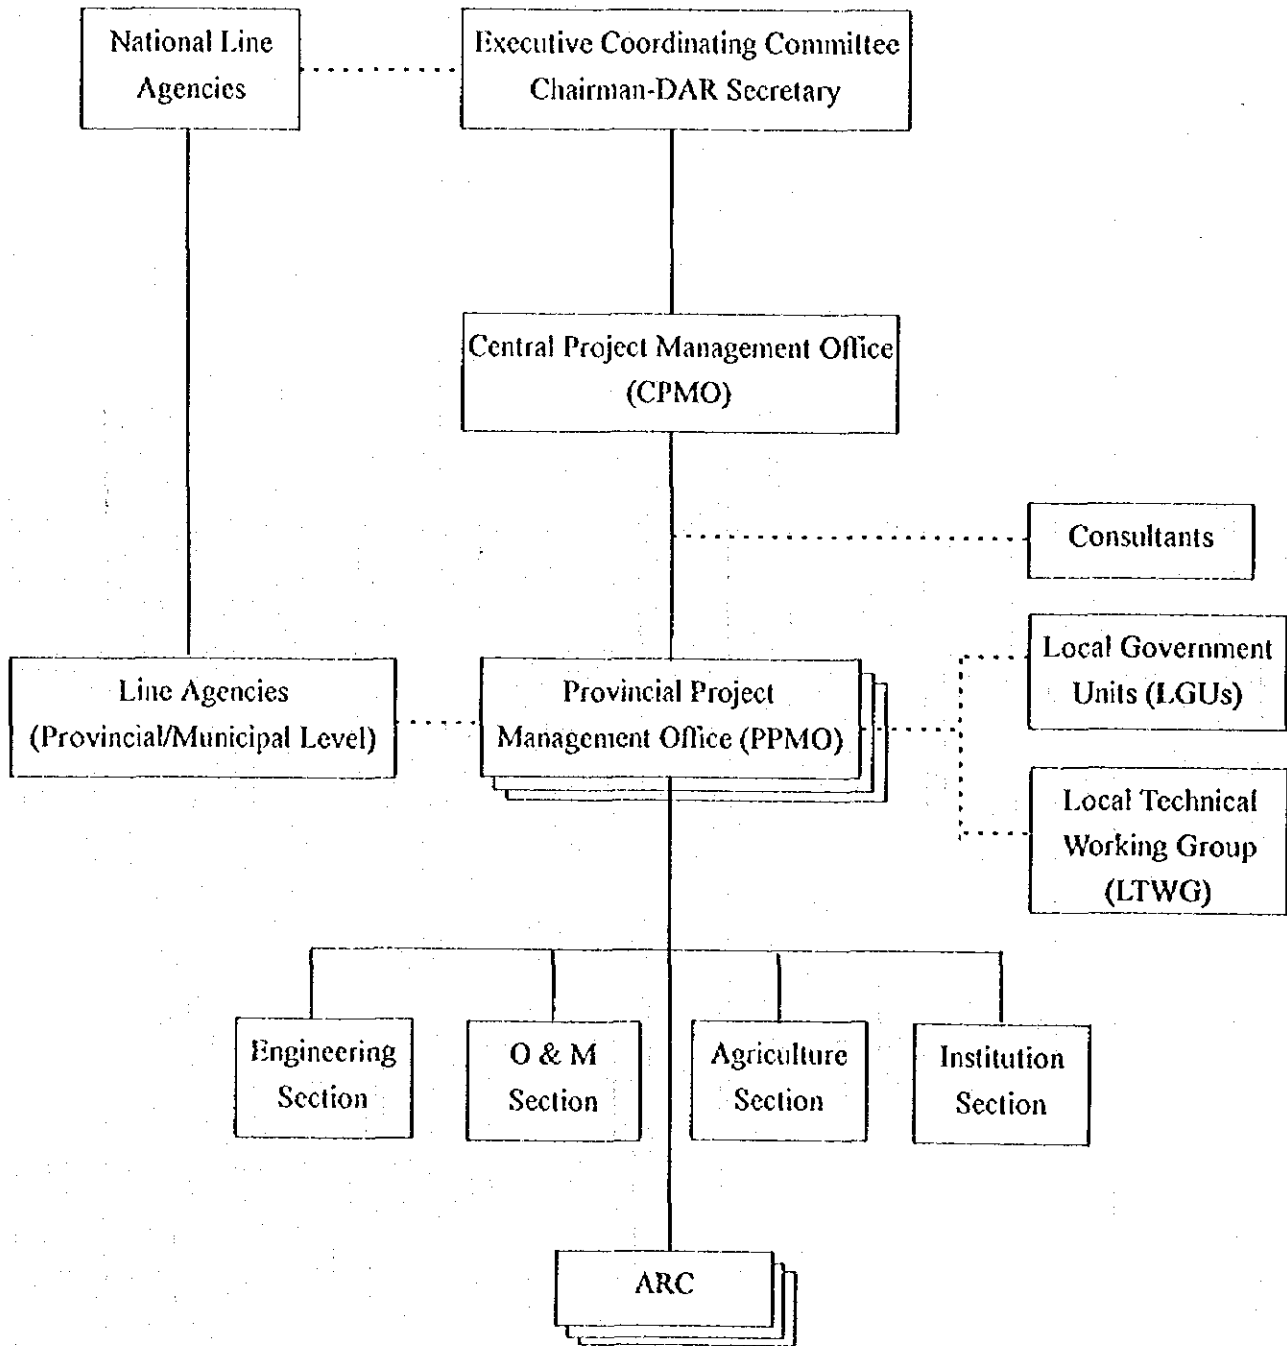 National Line
Agencies
Executive Coordinating Committee
Chairman-DAR Secretary
Central Project Management Office
(CPMO)
Consultants
Line Agencies
(Provincial/Municipal Level)
Provincial Project
Management Office (PPMO)
Local Government
Units (LGUs)
Local Technical
Working Group
(LTWG)
Engineering
Section
O & M
Section
Agriculture
Section
Institution
Section
ARC